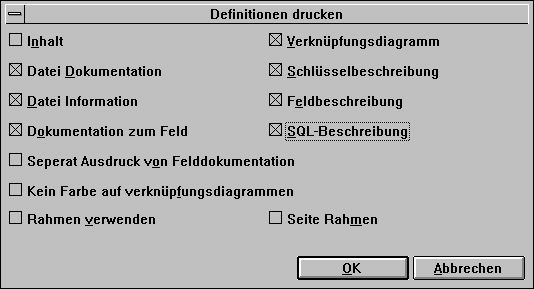 Definitionen drucken
Inhalt Verknüpfungsdiagramm
Datei Dokumentation Schlüsselbeschreibung
Datei Information Feldbeschreibung
Dokumentation zum Feld SQL-Beschreibung
Seperat Ausdruck von Felddokumentation
Kein Farbe auf verknüpfungsdiagrammen
Rahmen verwenden Seite Rahmen
OK Abbrechen